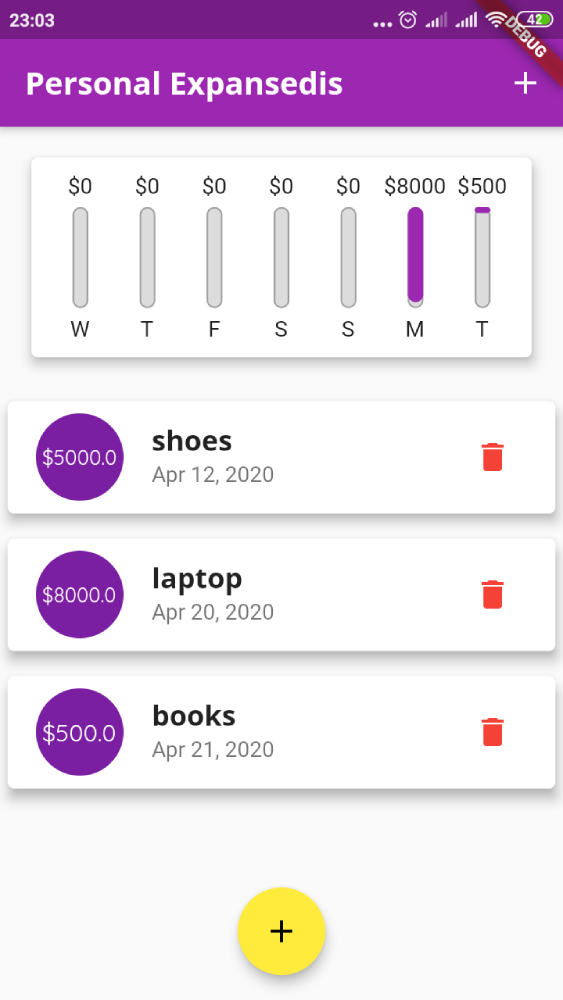 23:03
42
DEBUG
Personal Expansedis
$0 $0 $0 $0 $0 $8000 $500
W T F S S M T
$5000.0
shoes
Apr 12, 2020
$8000.0
laptop
Apr 20, 2020
$500.0
books
Apr 21, 2020